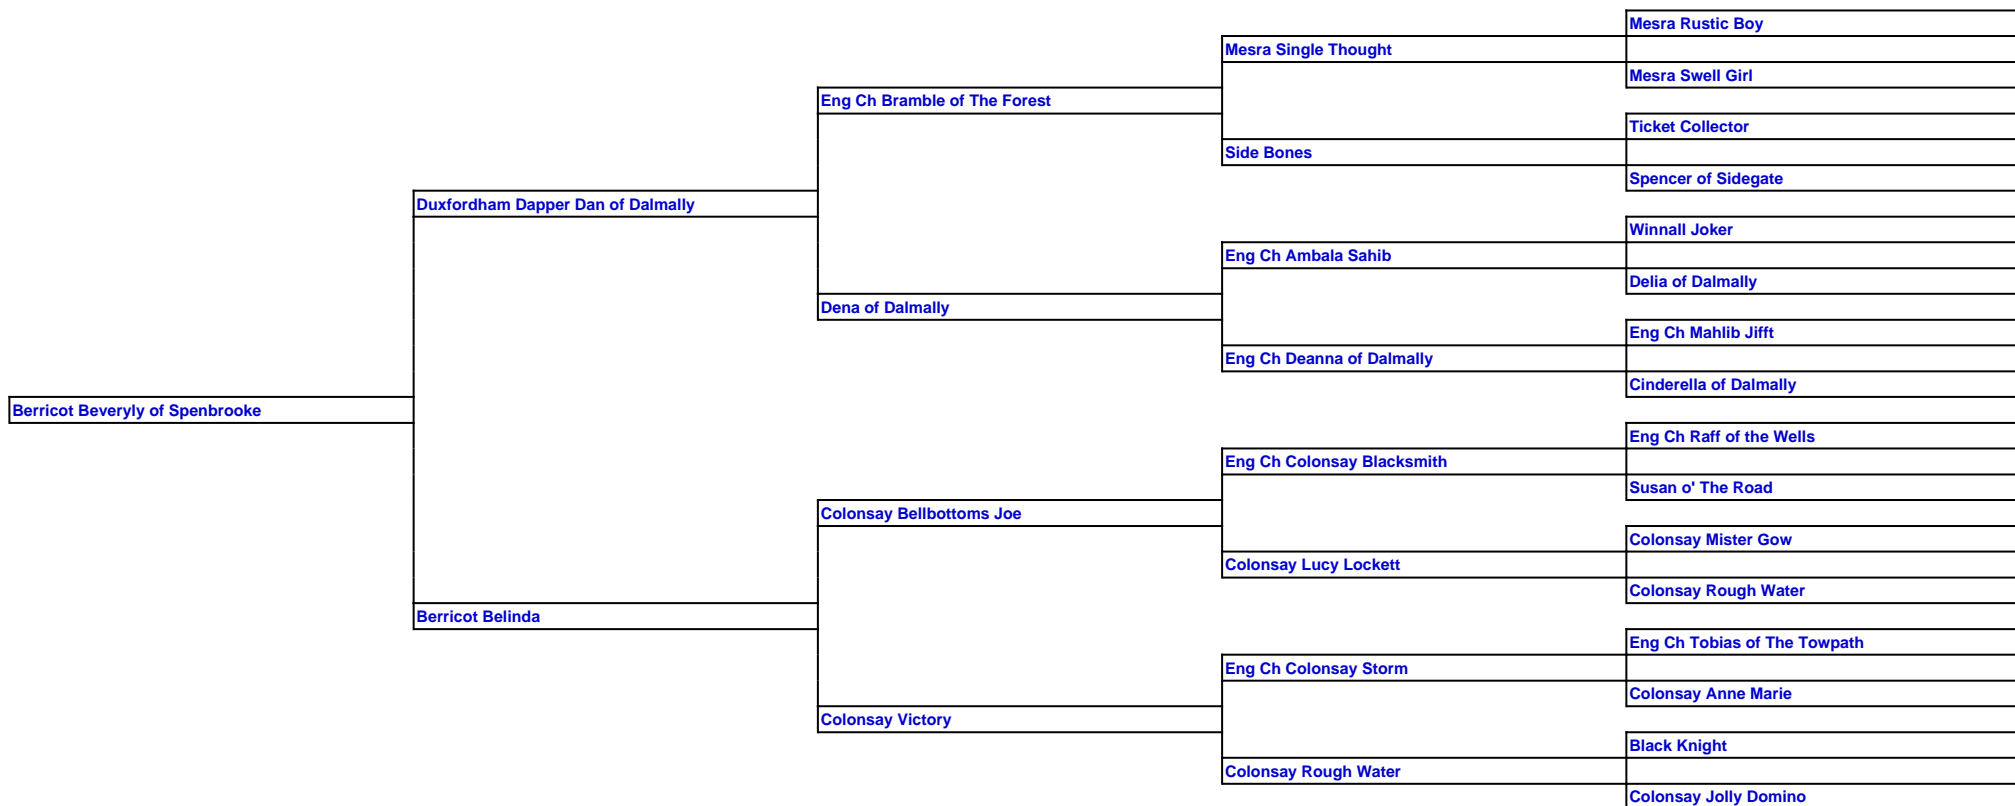 Mesra Rustic Boy
Mesra Single Thought
Mesra Swell Girl
Eng Ch Bramble of The Forest
Ticket Collector
Side Bones
Spencer of Sidegate
Duxfordham Dapper Dan of Dalmally
Winnall Joker
Eng Ch Ambala Sahib
Delia of Dalmally
Dena of Dalmally
Eng Ch Mahlib Jifft
Eng Ch Deanna of Dalmally
Cinderella of Dalmally
Berricot Beveryly of Spenbrooke
Eng Ch Raff of the Wells
Eng Ch Colonsay Blacksmith
Susan o' The Road
Colonsay Bellbottoms Joe
Colonsay Mister Gow
Colonsay Lucy Lockett
Colonsay Rough Water
Berricot Belinda
Eng Ch Tobias of The Towpath
Eng Ch Colonsay Storm
Colonsay Anne Marie
Colonsay Victory
Black Knight
Colonsay Rough Water
Colonsay Jolly Domino